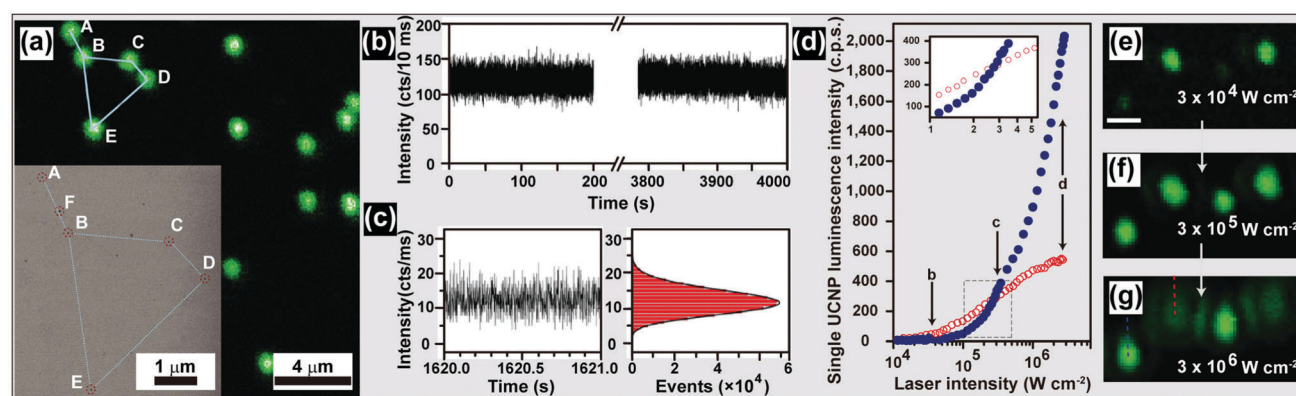 (a)
A
B
C
D
E
A
F
B
C
D
E
1 μm
4 μm
(b)
Intensity (cts/10 ms)
200
150
100
50
0
0 100 200 3800 3900 4000
Time (s)
(c)
Intensity(cts/ms)
30
20
10
0
1620.0 1620.5 1621.0
Time (s)
30
20
10
0
0 2 4 6
Events (×10⁴)
(d)
Single UCNP luminescence intensity (c.p.s.)
2,000
1,800
1,600
1,400
1,200
1,000
800
600
400
200
0
400
300
200
100
1 2 3 4 5
b
c
d
10⁴ 10⁵ 10⁶
Laser intensity (W cm⁻²)
(e)
3 x 10⁴ W cm⁻²
(f)
3 x 10⁵ W cm⁻²
(g)
3 x 10⁶ W cm⁻²